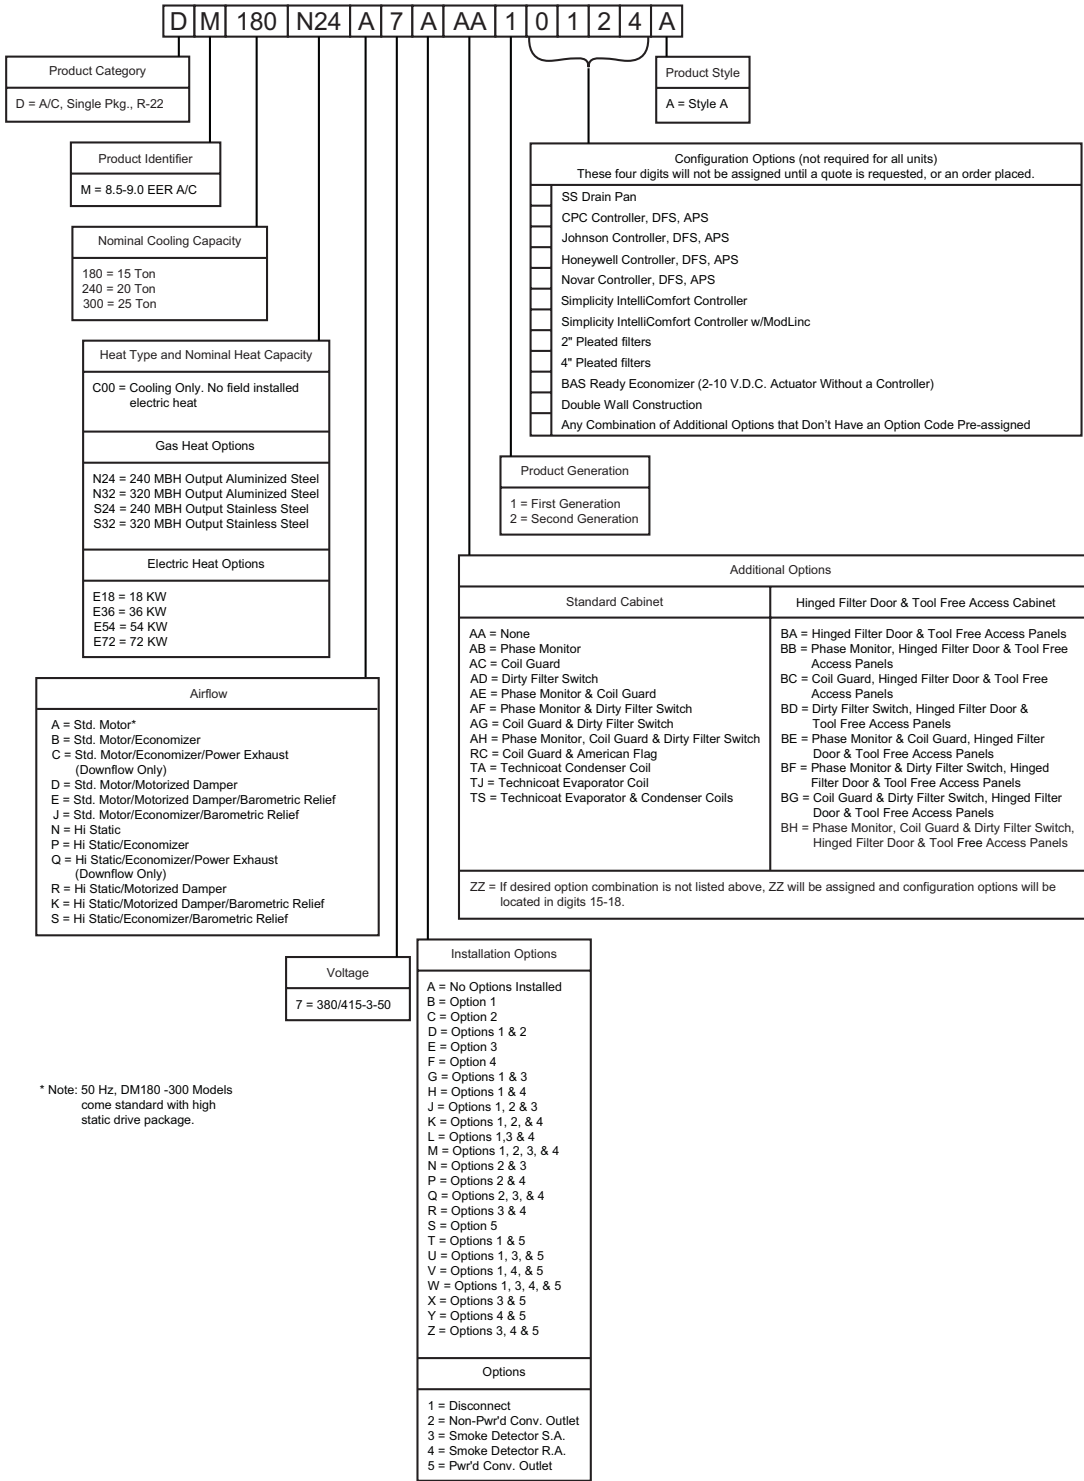 D M 180 N24 A 7 A AA 1 0 1 2 4 A
Product Category
D = A/C, Single Pkg., R-22
Product Identifier
M = 8.5-9.0 EER A/C
Nominal Cooling Capacity
180 = 15 Ton
240 = 20 Ton
300 = 25 Ton
Heat Type and Nominal Heat Capacity
C00 = Cooling Only. No field installed
electric heat
Gas Heat Options
N24 = 240 MBH Output Aluminized Steel
N32 = 320 MBH Output Aluminized Steel
S24 = 240 MBH Output Stainless Steel
S32 = 320 MBH Output Stainless Steel
Electric Heat Options
E18 = 18 KW
E36 = 36 KW
E54 = 54 KW
E72 = 72 KW
Airflow
A = Std. Motor*
B = Std. Motor/Economizer
C = Std. Motor/Economizer/Power Exhaust
(Downflow Only)
D = Std. Motor/Motorized Damper
E = Std. Motor/Motorized Damper/Barometric Relief
J = Std. Motor/Economizer/Barometric Relief
N = Hi Static
P = Hi Static/Economizer
Q = Hi Static/Economizer/Power Exhaust
(Downflow Only)
R = Hi Static/Motorized Damper
K = Hi Static/Motorized Damper/Barometric Relief
S = Hi Static/Economizer/Barometric Relief
Voltage
7 = 380/415-3-50
* Note: 50 Hz, DM180 -300 Models
come standard with high
static drive package.
Installation Options
A = No Options Installed
B = Option 1
C = Option 2
D = Options 1 & 2
E = Option 3
F = Option 4
G = Options 1 & 3
H = Options 1 & 4
J = Options 1, 2 & 3
K = Options 1, 2, & 4
L = Options 1,3 & 4
M = Options 1, 2, 3, & 4
N = Options 2 & 3
P = Options 2 & 4
Q = Options 2, 3, & 4
R = Options 3 & 4
S = Option 5
T = Options 1 & 5
U = Options 1, 3, & 5
V = Options 1, 4, & 5
W = Options 1, 3, 4, & 5
X = Options 3 & 5
Y = Options 4 & 5
Z = Options 3, 4 & 5
Options
1 = Disconnect
2 = Non-Pwr'd Conv. Outlet
3 = Smoke Detector S.A.
4 = Smoke Detector R.A.
5 = Pwr'd Conv. Outlet
Additional Options
Standard Cabinet
AA = None
AB = Phase Monitor
AC = Coil Guard
AD = Dirty Filter Switch
AE = Phase Monitor & Coil Guard
AF = Phase Monitor & Dirty Filter Switch
AG = Coil Guard & Dirty Filter Switch
AH = Phase Monitor, Coil Guard & Dirty Filter Switch
RC = Coil Guard & American Flag
TA = Technicoat Condenser Coil
TJ = Technicoat Evaporator Coil
TS = Technicoat Evaporator & Condenser Coils
Hinged Filter Door & Tool Free Access Cabinet
BA = Hinged Filter Door & Tool Free Access Panels
BB = Phase Monitor, Hinged Filter Door & Tool Free
Access Panels
BC = Coil Guard, Hinged Filter Door & Tool Free
Access Panels
BD = Dirty Filter Switch, Hinged Filter Door &
Tool Free Access Panels
BE = Phase Monitor & Coil Guard, Hinged Filter
Door & Tool Free Access Panels
BF = Phase Monitor & Dirty Filter Switch, Hinged
Filter Door & Tool Free Access Panels
BG = Coil Guard & Dirty Filter Switch, Hinged Filter
Door & Tool Free Access Panels
BH = Phase Monitor, Coil Guard & Dirty Filter Switch,
Hinged Filter Door & Tool Free Access Panels
ZZ = If desired option combination is not listed above, ZZ will be assigned and configuration options will be
located in digits 15-18.
Product Generation
1 = First Generation
2 = Second Generation
Configuration Options (not required for all units)
These four digits will not be assigned until a quote is requested, or an order placed.
SS Drain Pan
CPC Controller, DFS, APS
Johnson Controller, DFS, APS
Honeywell Controller, DFS, APS
Novar Controller, DFS, APS
Simplicity IntelliComfort Controller
Simplicity IntelliComfort Controller w/ModLinc
2" Pleated filters
4" Pleated filters
BAS Ready Economizer (2-10 V.D.C. Actuator Without a Controller)
Double Wall Construction
Any Combination of Additional Options that Don't Have an Option Code Pre-assigned
Product Style
A = Style A